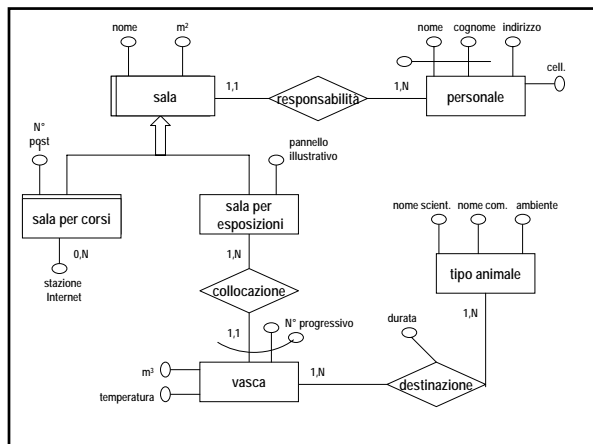 nome
m²
nome
cognome
indirizzo
cell.
sala
1,1
responsabilità
1,N
personale
N°
post
i
pannello
illustrativo
sala per corsi
sala per
esposizioni
nome scient.
nome com.
ambiente
0,N
stazione
Internet
1,N
tipo animale
collocazione
1,N
durata
1,1
N° progressivo
m³
temperatura
vasca
1,N
destinazione